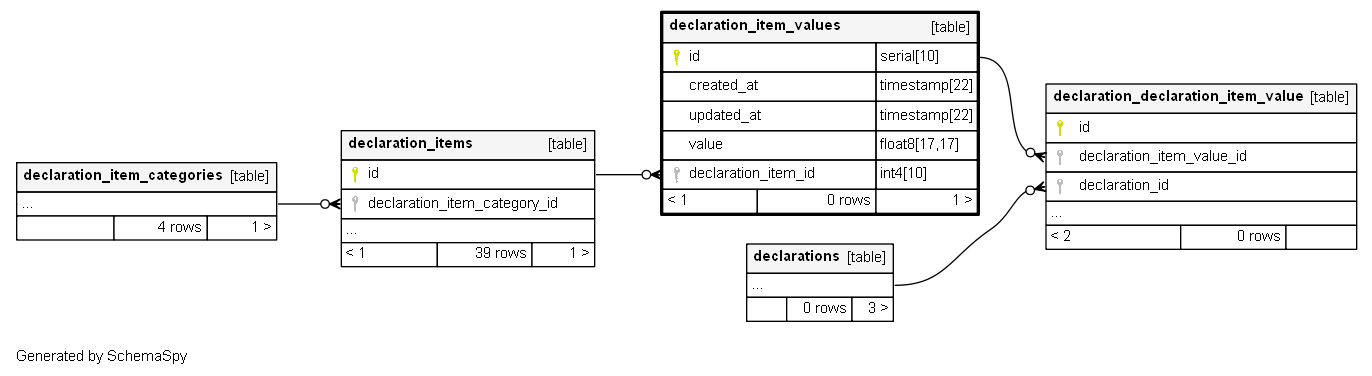 declaration_item_categories [table]
...
4 rows 1 >
declaration_items [table]
id
declaration_item_category_id
...
< 1 39 rows 1 >
declaration_item_values [table]
id serial[10]
created_at timestamp[22]
updated_at timestamp[22]
value float8[17,17]
declaration_item_id int4[10]
< 1 0 rows 1 >
declarations [table]
...
0 rows 3 >
declaration_declaration_item_value [table]
id
declaration_item_value_id
declaration_id
...
< 2 0 rows
Generated by SchemaSpy